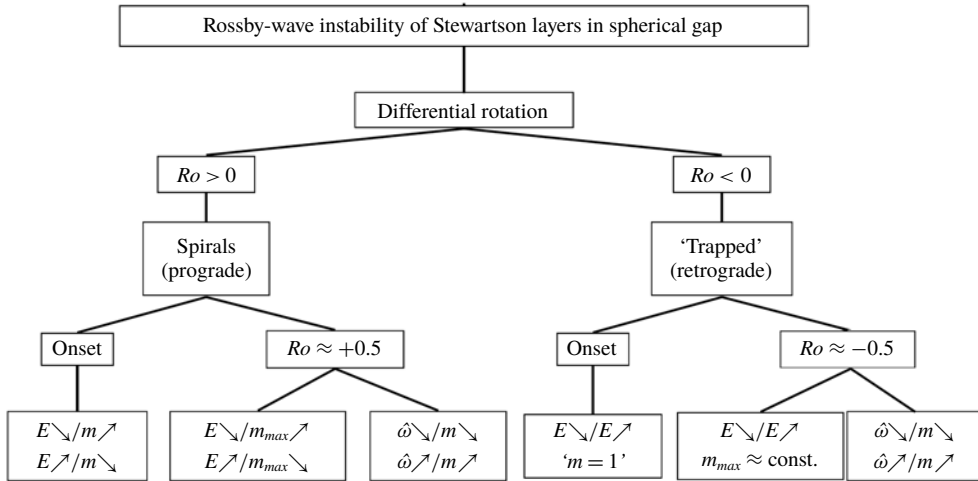 Rossby-wave instability of Stewartson layers in spherical gap
Differential rotation
Ro > 0
Ro < 0
Spirals
(prograde)
‘Trapped’
(retrograde)
Onset
Ro ≈ +0.5
Onset
Ro ≈ −0.5
E↘/m↗
E↗/m↘
E↘/m_max↗
E↗/m_max↘
ω̂↘/m↘
ω̂↗/m↗
E↘/E↗
‘m = 1’
E↘/E↗
m_max ≈ const.
ω̂↘/m↘
ω̂↗/m↗